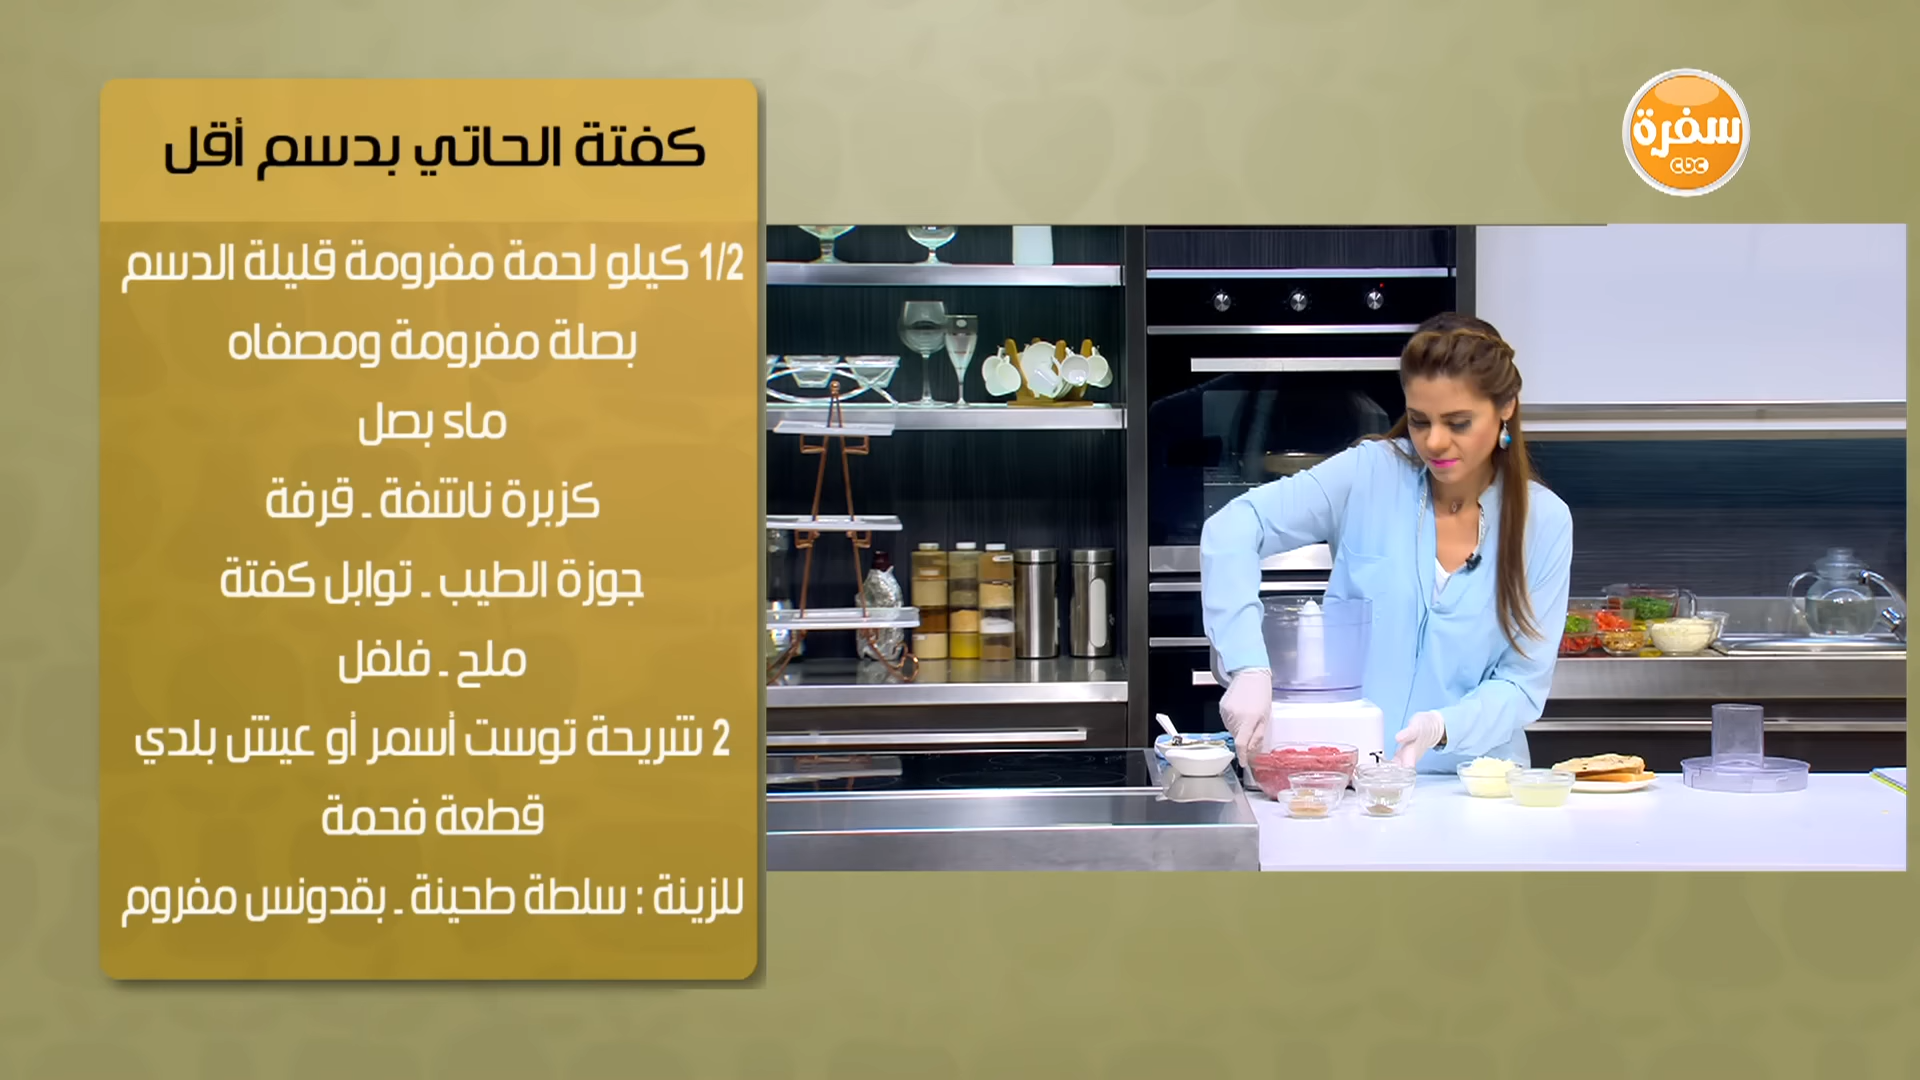 كفتة الحاتي بدسم أقل
1/2 كيلو لحمة مفرومة قليلة الدسم
بصلة مفرومة ومصفاه
ماء بصل
كزبرة ناشفة ـ قرفة
جوزة الطيب ـ توابل كفتة
ملح ـ فلفل
2 شريحة توست أسمر أو عيش بلدي
قطعة فحمة
للزينة : سلطة طحينة ـ بقدونس مفروم
سفرة
cbc